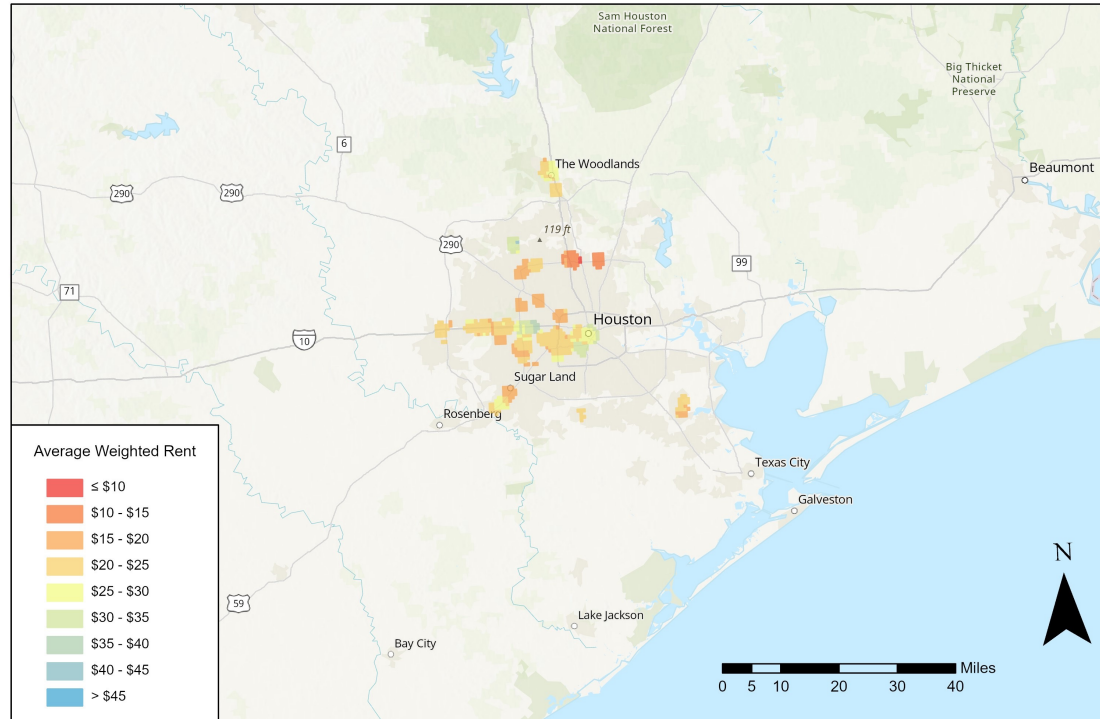 Sam Houston
National Forest
Big Thicket
National
Preserve
6
The Woodlands
Beaumont
290
290
119 ft
290
99
71
Houston
10
Sugar Land
Rosenberg
Texas City
Galveston
Average Weighted Rent
≤ $10
$10 - $15
$15 - $20
$20 - $25
$25 - $30
$30 - $35
$35 - $40
$40 - $45
> $45
59
Lake Jackson
Bay City
N
Miles
0 5 10 20 30 40